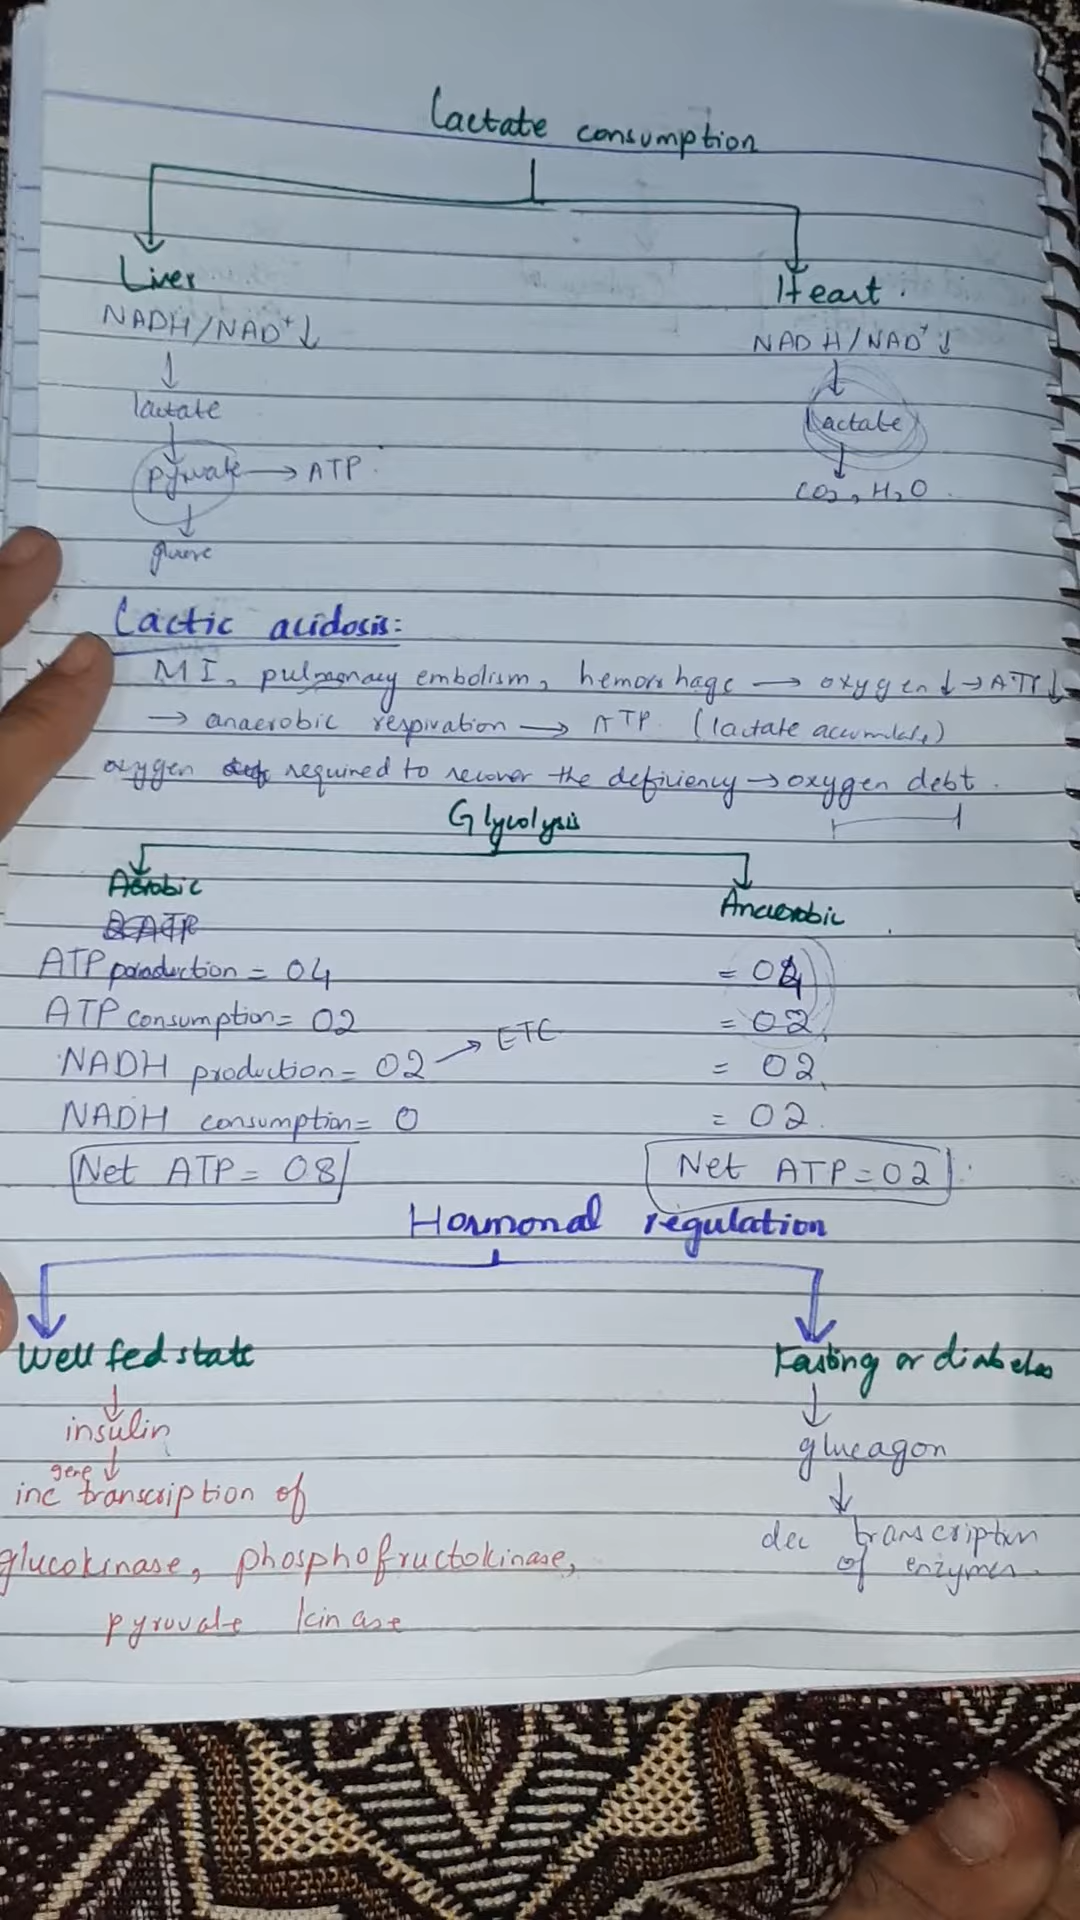 Lactate consumption
Liver
Heart.
NADH/NAD⁺↓
NADH/NAD⁺↓
lactate
Lactate
pyruvate → ATP
CO₂, H₂O
Lactic acidosis:
MI, pulmonary embolism, hemorrhage → oxygen↓ → ATP↓
→ anaerobic respiration → ATP (lactate accumulates)
oxygen required to recover the deficiency → oxygen debt.
Glycolysis
Aerobic
Anaerobic
ATP production = 04
= 04
ATP consumption = 02
= 02
NADH production = 02 → ETC
= 02
NADH consumption = 0
= 02
Net ATP = 08
Net ATP = 02
Hormonal regulation
Well fed state
Fasting or diabetes
insulin
glucagon
gene
inc transcription of
dec transcription
of enzymes.
glucokinase, phosphofructokinase,
pyruvate kinase